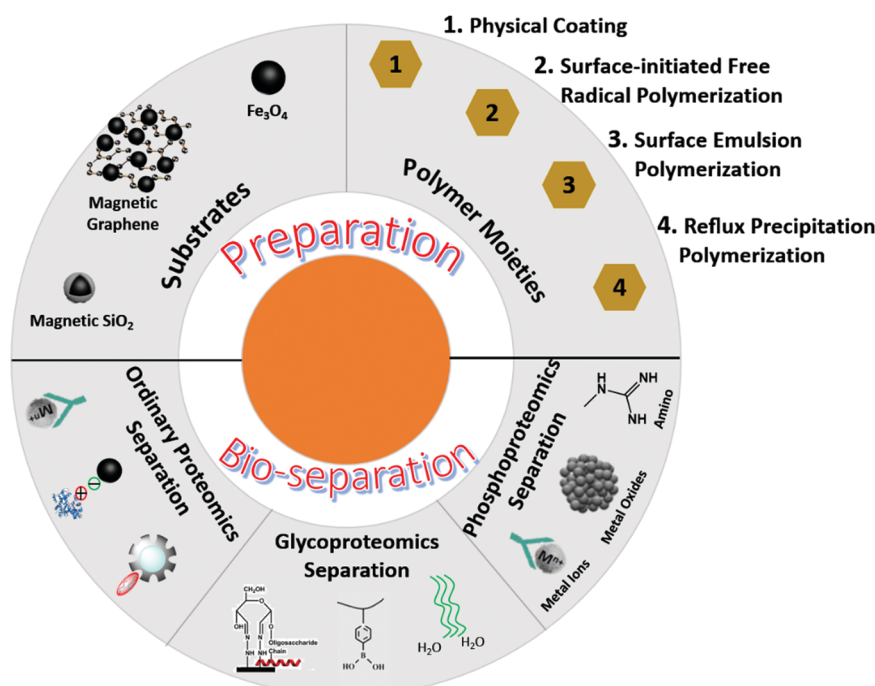 1. Physical Coating
1
2. Surface-initiated Free
Radical Polymerization
2
3. Surface Emulsion
Polymerization
3
4. Reflux Precipitation
Polymerization
4
Polymer Moieties
Fe₃O₄
Magnetic
Graphene
Magnetic SiO₂
Substrates
Preparation
Bio-separation
Ordinary Proteomics
Separation
Mⁿ⁺
+
−
Glycoproteomics
Separation
CH₂OH
O
O
OH
O
N
N
NH
NH
Oligosaccharide
Chain
B
HO
OH
H₂O
H₂O
Phosphoproteomics
Separation
H
N
NH
NH
Amino
Metal Oxides
Mⁿ⁺
Metal Ions